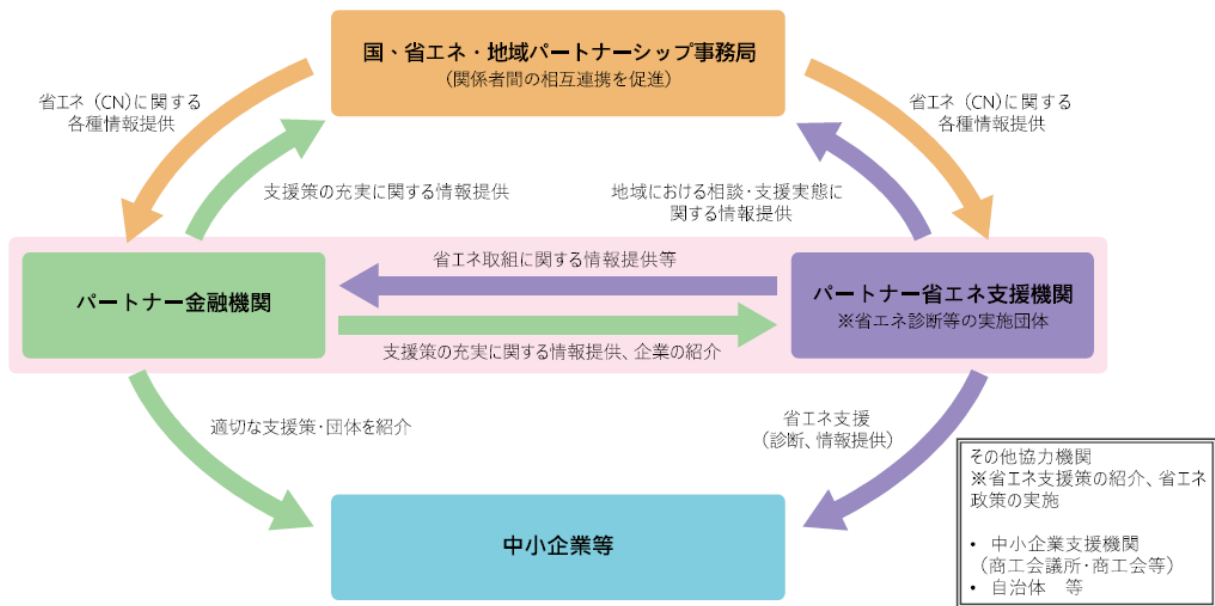 国、省エネ・地域パートナーシップ事務局
(関係者間の相互連携を促進)
省エネ(CN)に関する
各種情報提供
省エネ(CN)に関する
各種情報提供
支援策の充実に関する情報提供
地域における相談・支援実態に
関する情報提供
省エネ取組に関する情報提供等
パートナー金融機関
パートナー省エネ支援機関
※省エネ診断等の実施団体
支援策の充実に関する情報提供、企業の紹介
適切な支援策・団体を紹介
省エネ支援
(診断、情報提供)
中小企業等
その他協力機関
※省エネ支援策の紹介、省エネ
政策の実施
• 中小企業支援機関
(商工会議所・商工会等)
• 自治体 等